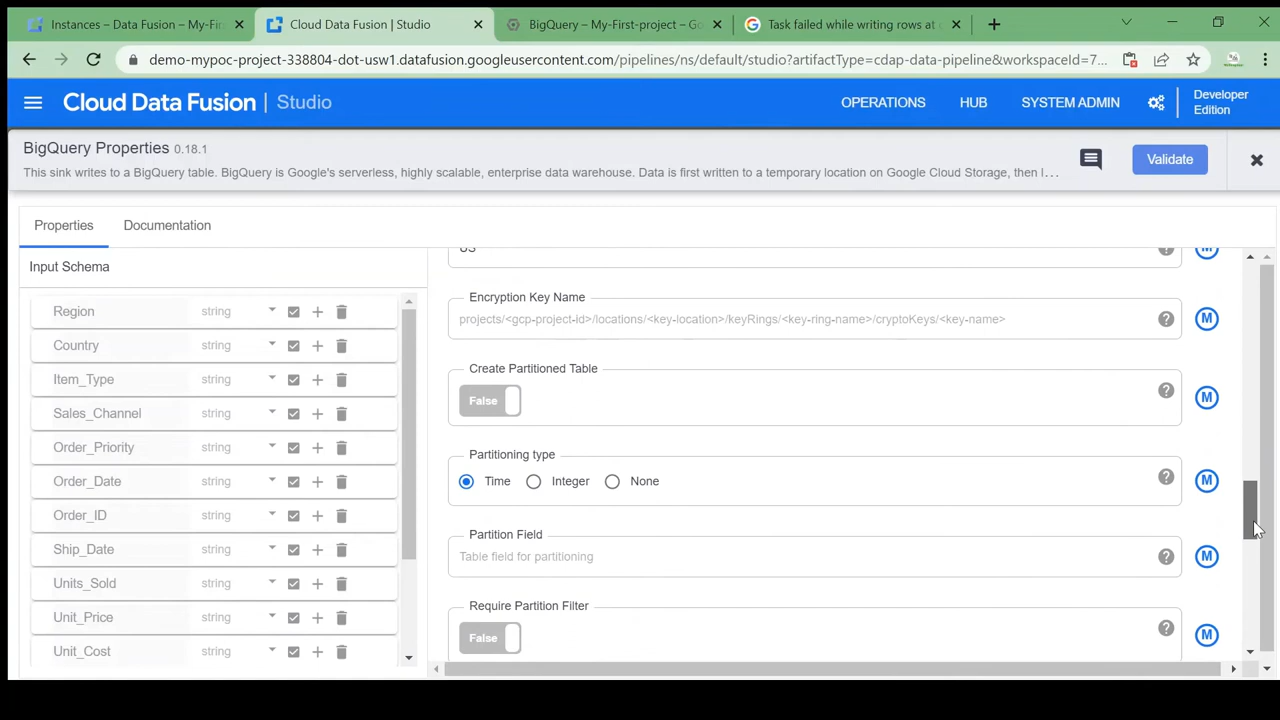 Instances – Data Fusion – My-Fir
Cloud Data Fusion | Studio
BigQuery – My-First-project – Go
Task failed while writing rows at
demo-mypoc-project-338804-dot-usw1.datafusion.googleusercontent.com/pipelines/ns/default/studio?artifactType=cdap-data-pipeline&workspaceId=7...
Cloud Data Fusion | Studio
OPERATIONS
HUB
SYSTEM ADMIN
Developer
Edition
BigQuery Properties 0.18.1
This sink writes to a BigQuery table. BigQuery is Google's serverless, highly scalable, enterprise data warehouse. Data is first written to a temporary location on Google Cloud Storage, then l...
Validate
Properties
Documentation
Input Schema
Region string
Country string
Item_Type string
Sales_Channel string
Order_Priority string
Order_Date string
Order_ID string
Ship_Date string
Units_Sold string
Unit_Price string
Unit_Cost string
US
M
Encryption Key Name
projects/<gcp-project-id>/locations/<key-location>/keyRings/<key-ring-name>/cryptoKeys/<key-name>
M
Create Partitioned Table
False
M
Partitioning type
Time Integer None
M
Partition Field
Table field for partitioning
M
Require Partition Filter
False
M